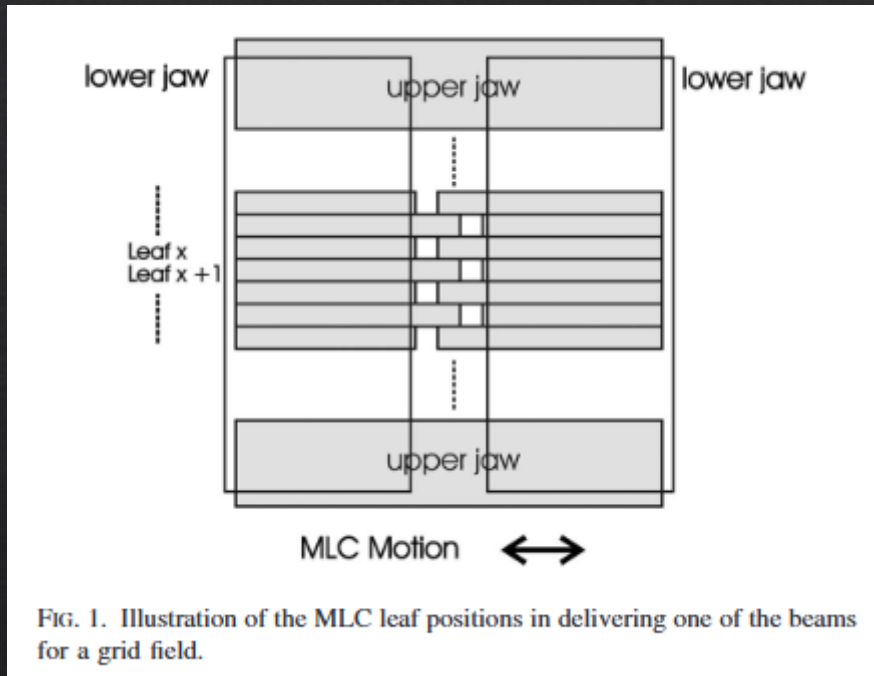 lower jaw
upper jaw
lower jaw
Leaf x
Leaf x +1
upper jaw
MLC Motion
FIG. 1. Illustration of the MLC leaf positions in delivering one of the beams
for a grid field.